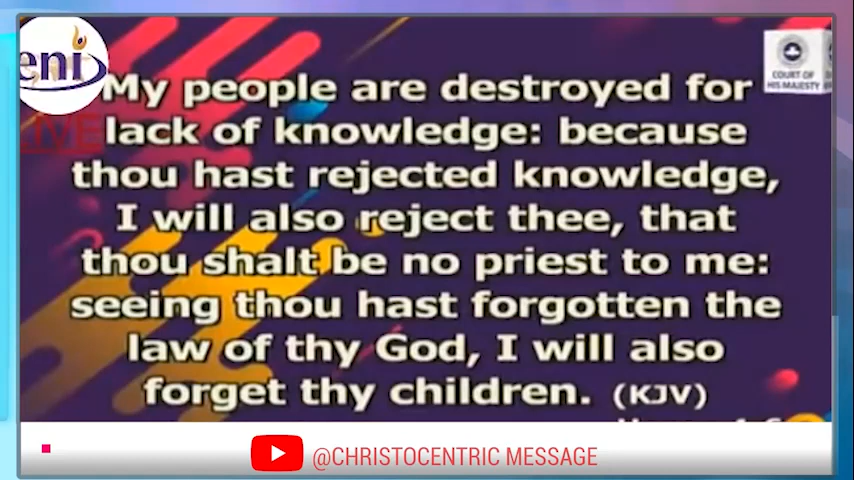 eni
COURT OF
HIS MAJESTY
My people are destroyed for
lack of knowledge: because
thou hast rejected knowledge,
I will also reject thee, that
thou shalt be no priest to me:
seeing thou hast forgotten the
law of thy God, I will also
forget thy children. (KJV)
@CHRISTOCENTRIC MESSAGE